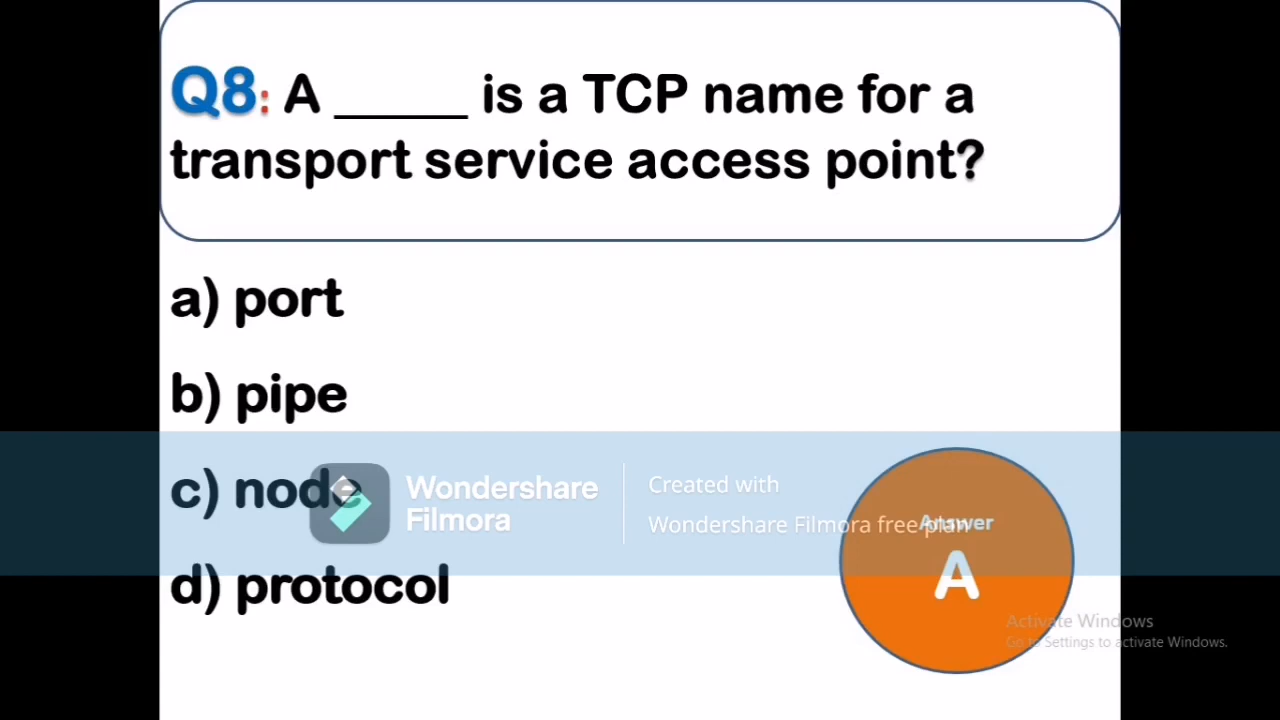 Q8: A _____ is a TCP name for a
transport service access point?
a) port
b) pipe
c) node
d) protocol
Wondershare
Filmora
Created with
Wondershare Filmora free plan
Answer
A
Activate Windows
Go to Settings to activate Windows.